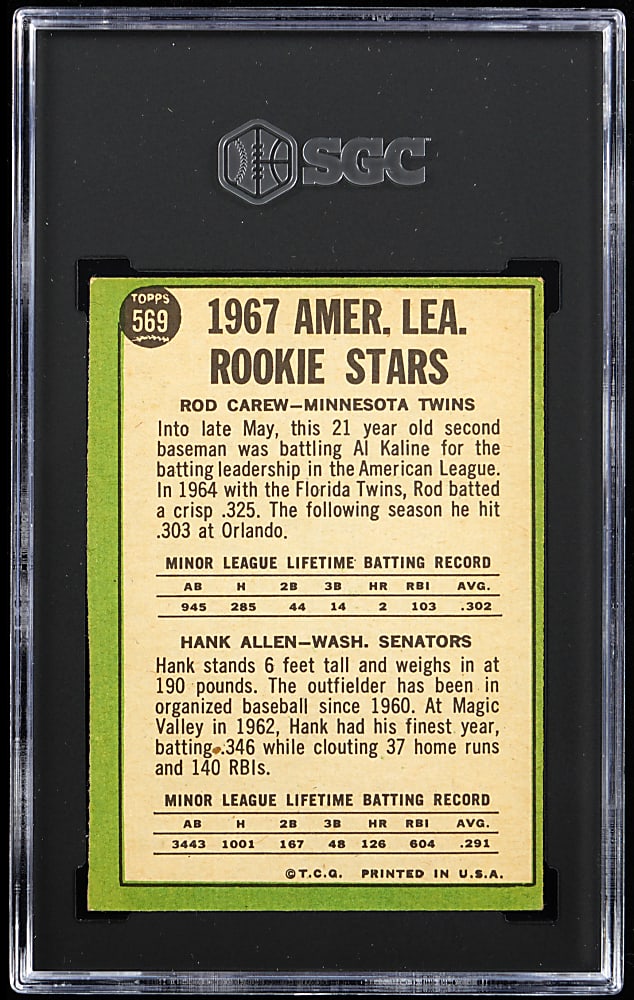 SGC
TOPPS
569
1967 AMER. LEA.
ROOKIE STARS
ROD CAREW—MINNESOTA TWINS
Into late May, this 21 year old second
baseman was battling Al Kaline for the
batting leadership in the American League.
In 1964 with the Florida Twins, Rod batted
a crisp .325. The following season he hit
.303 at Orlando.
MINOR LEAGUE LIFETIME BATTING RECORD
AB H 2B 3B HR RBI AVG.
945 285 44 14 2 103 .302
HANK ALLEN—WASH. SENATORS
Hank stands 6 feet tall and weighs in at
190 pounds. The outfielder has been in
organized baseball since 1960. At Magic
Valley in 1962, Hank had his finest year,
batting .346 while clouting 37 home runs
and 140 RBIs.
MINOR LEAGUE LIFETIME BATTING RECORD
AB H 2B 3B HR RBI AVG.
3443 1001 167 48 126 604 .291
©T.C.G. PRINTED IN U.S.A.